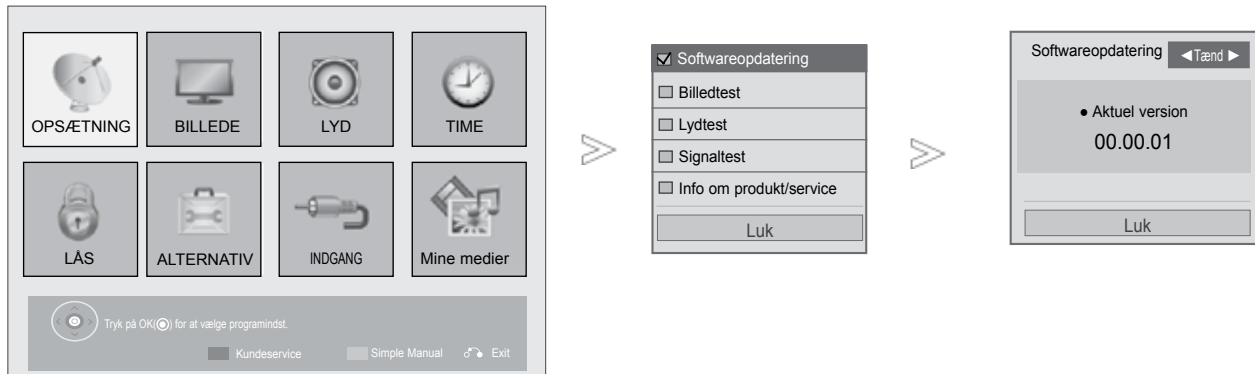 OPSÆTNING BILLEDE LYD TIME
LÅS ALTERNATIV INDGANG Mine medier
Tryk på OK(◉) for at vælge programindst.
Kundeservice Simple Manual Exit
Softwareopdatering
Billedtest
Lydtest
Signaltest
Info om produkt/service
Luk
Softwareopdatering ◀Tænd ▶
● Aktuel version
00.00.01
Luk